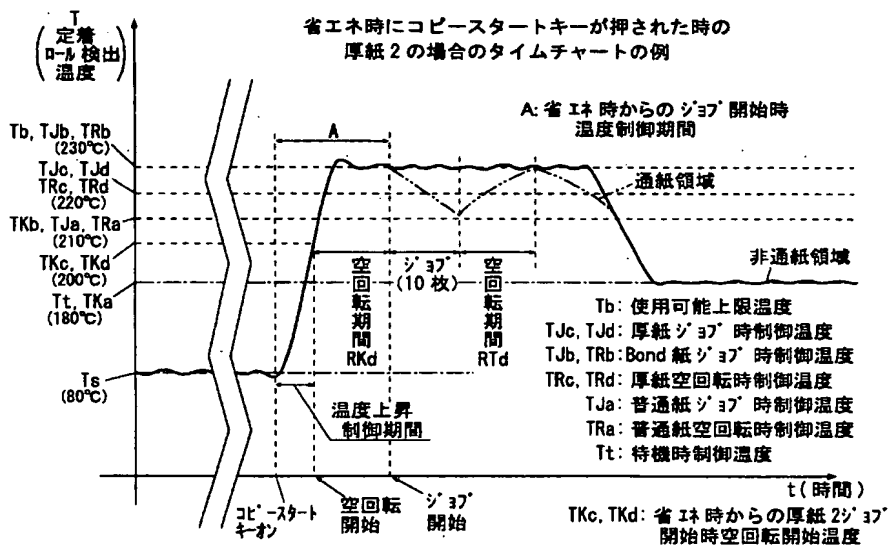 省エネ時にコピースタートキーが押された時の
厚紙2の場合のタイムチャートの例
T
定着
ロール検出
温度
A: 省エネ時からのジョブ開始時
温度制御期間
A
Tb, TJb, TRb
(230℃)
TJc, TJd
TRc, TRd
(220℃)
TKb, TJa, TRa
(210℃)
TKc, TKd
(200℃)
Tt, TKa
(180℃)
Ts
(80℃)
通紙領域
非通紙領域
空回転期間
RKd
ジョブ
(10枚)
空回転期間
RTd
温度上昇
制御期間
Tb: 使用可能上限温度
TJc, TJd: 厚紙ジョブ時制御温度
TJb, TRb: Bond紙ジョブ時制御温度
TRc, TRd: 厚紙空回転時制御温度
TJa: 普通紙ジョブ時制御温度
TRa: 普通紙空回転時制御温度
Tt: 待機時制御温度
t(時間)
コピースタート
キーオン
空回転
開始
ジョブ
開始
TKc, TKd: 省エネ時からの厚紙2ジョブ
開始時空回転開始温度